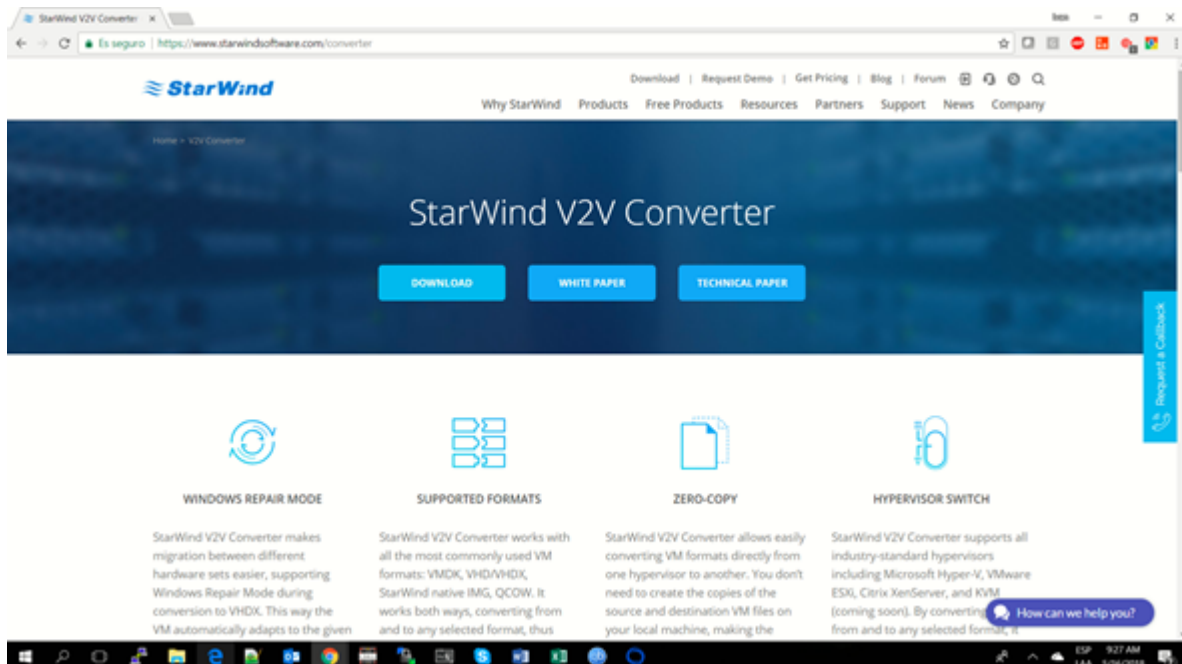 StarWind V2V Converter
Es seguro | https://www.starwindsoftware.com/converter
StarWind
Download | Request Demo | Get Pricing | Blog | Forum
Why StarWind Products Free Products Resources Partners Support News Company
Home > V2V Converter
StarWind V2V Converter
DOWNLOAD
WHITE PAPER
TECHNICAL PAPER
Request a Callback
WINDOWS REPAIR MODE
StarWind V2V Converter makes
migration between different
hardware sets easier, supporting
Windows Repair Mode during
conversion to VHDX. This way the
VM automatically adapts to the given
SUPPORTED FORMATS
StarWind V2V Converter works with
all the most commonly used VM
formats: VMDK, VHD/VHDX,
StarWind native IMG, QCOW. It
works both ways, converting from
and to any selected format, thus
ZERO-COPY
StarWind V2V Converter allows easily
converting VM formats directly from
one hypervisor to another. You don't
need to create the copies of the
source and destination VM files on
your local machine, making the
HYPERVISOR SWITCH
StarWind V2V Converter supports all
industry-standard hypervisors
including Microsoft Hyper-V, VMware
ESXi, Citrix XenServer, and KVM
(coming soon). By converting
from and to any selected format, it
How can we help you?
ESP
9:27 AM